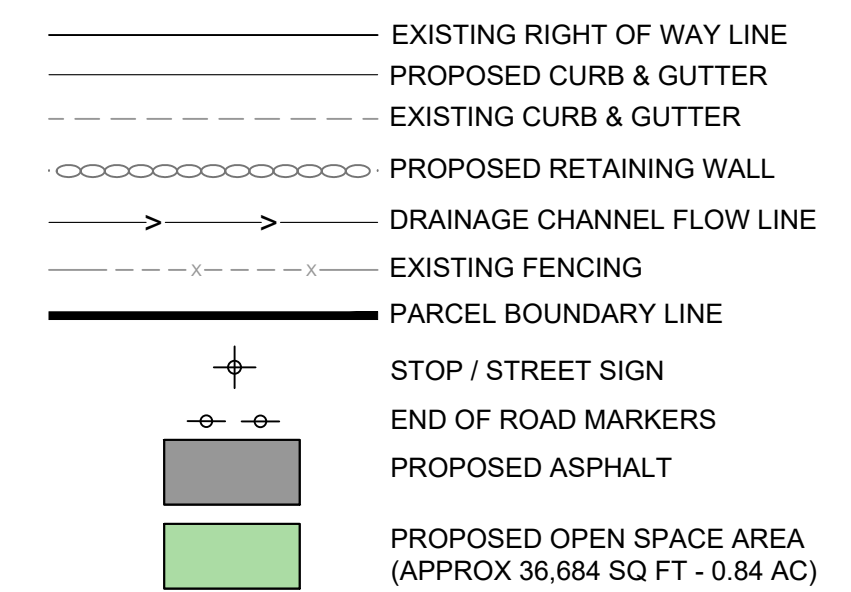 EXISTING RIGHT OF WAY LINE
PROPOSED CURB & GUTTER
EXISTING CURB & GUTTER
PROPOSED RETAINING WALL
> > DRAINAGE CHANNEL FLOW LINE
X X EXISTING FENCING
PARCEL BOUNDARY LINE
STOP / STREET SIGN
END OF ROAD MARKERS
PROPOSED ASPHALT
PROPOSED OPEN SPACE AREA
(APPROX 36,684 SQ FT - 0.84 AC)